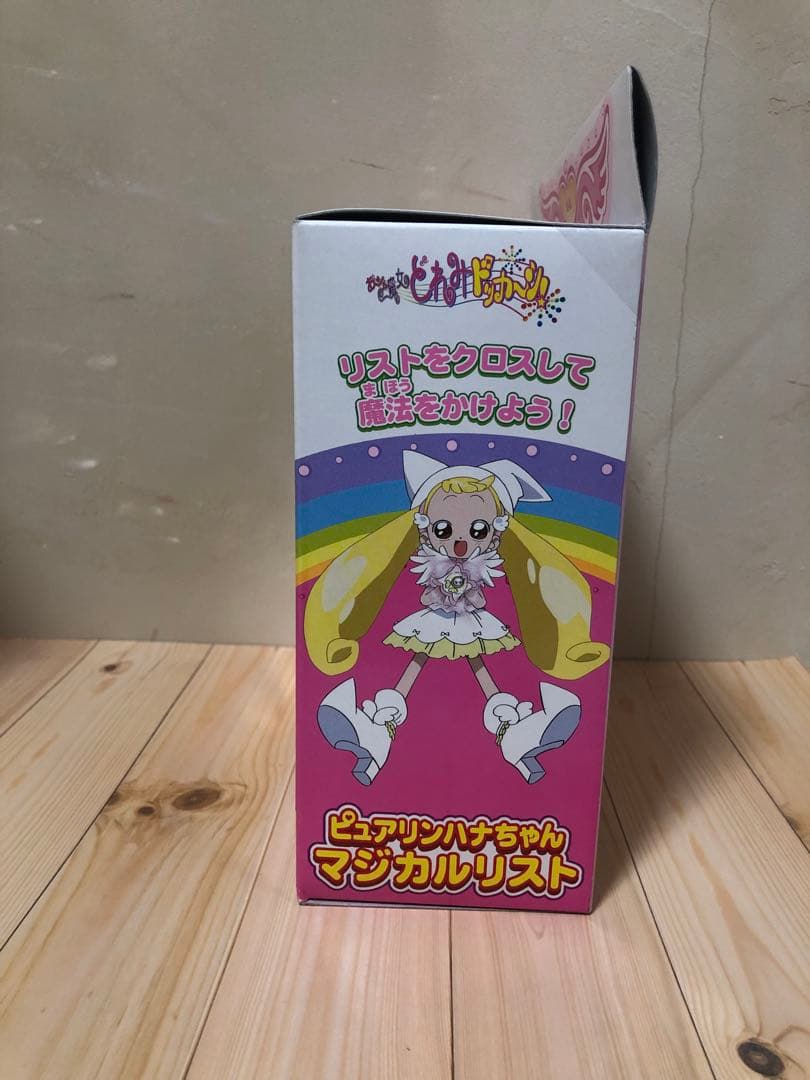 おジャ魔女どれみドッカ〜ン!
リストをクロスして
まほう
魔法をかけよう!
ピュアリンハナちゃん
マジカルリスト